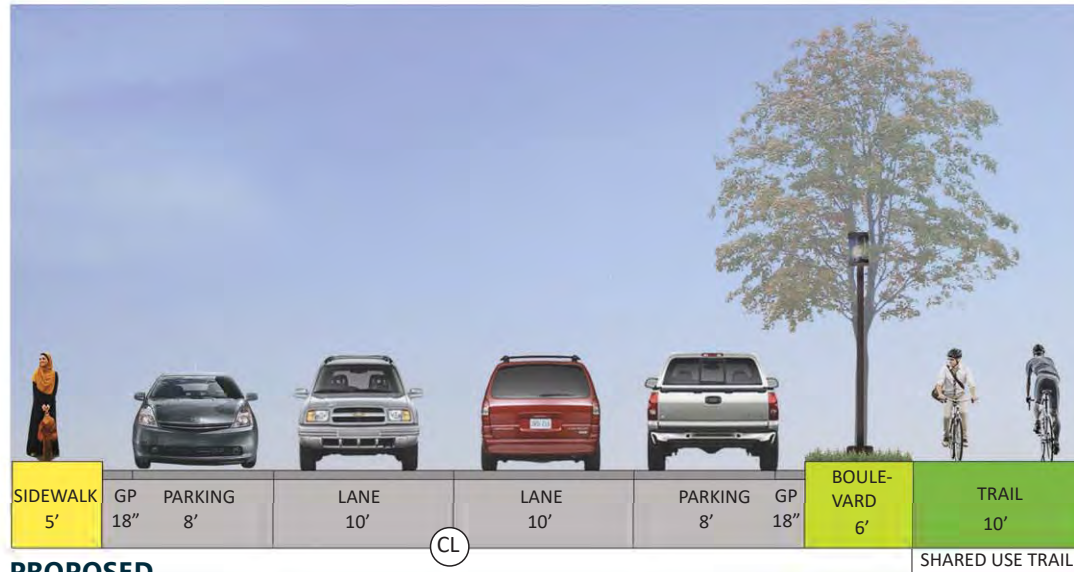 SIDEWALK
5’
GP
18”
PARKING
8’
LANE
10’
LANE
10’
PARKING
8’
GP
18”
BOULE-
VARD
6’
TRAIL
10’
CL
SHARED USE TRAIL
PROPOSED